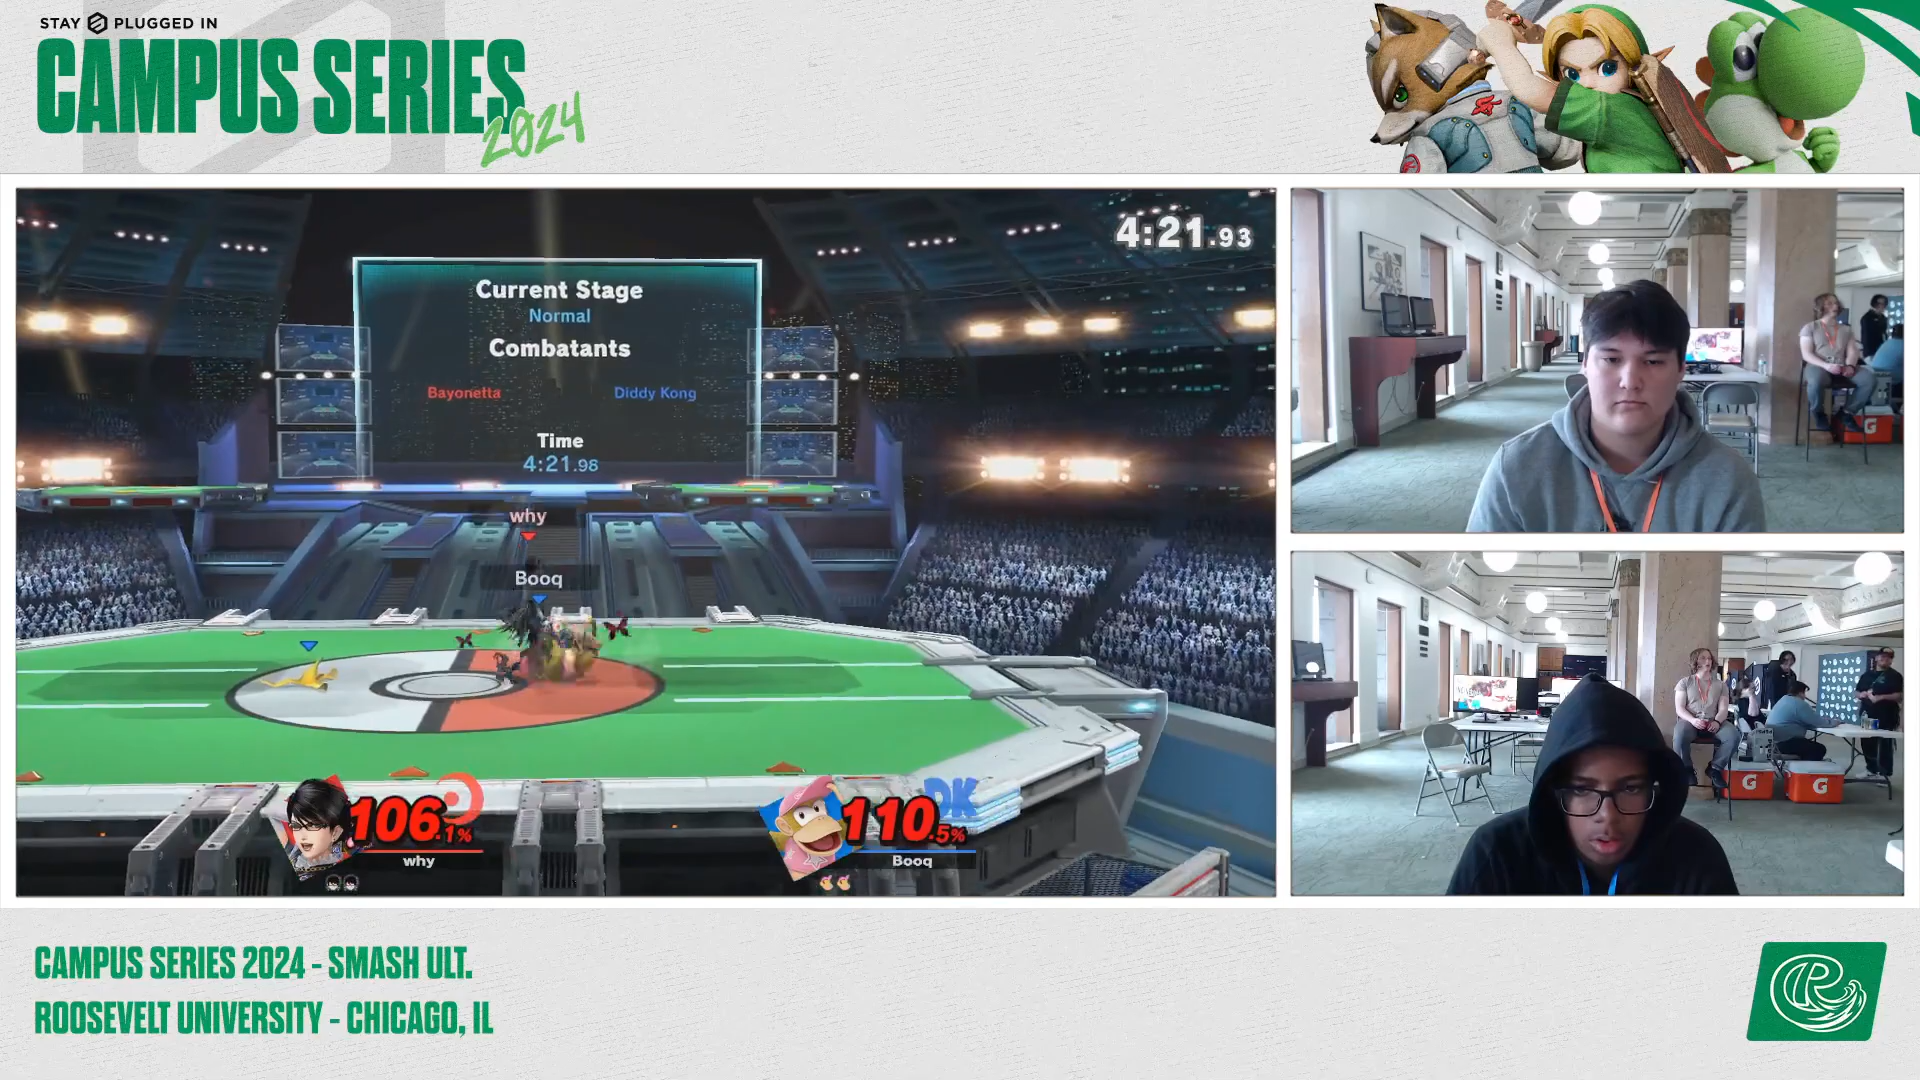 STAY PLUGGED IN
CAMPUS SERIES
2024
4:21.93
Current Stage
Normal
Combatants
Bayonetta
Diddy Kong
Time
4:21.98
why
Booq
106.1%
why
110.5%
DK
Booq
G
G
G
CAMPUS SERIES 2024 - SMASH ULT.
ROOSEVELT UNIVERSITY - CHICAGO, IL
R